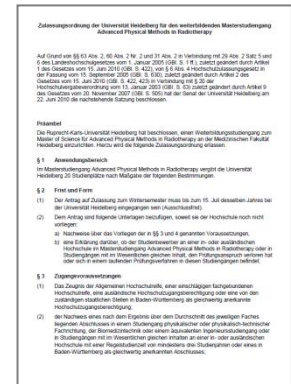 Zulassungsordnung der Universität Heidelberg für den weiterbildenden Masterstudiengang
Advanced Physical Methods in Radiotherapy
Auf Grund von §§ 63 Abs. 2, 60 Abs. 2 Nr. 2 und 31 Abs. 2 in Verbindung mit 29 Abs. 2 Satz 5 und
6 des Landeshochschulgesetzes vom 1. Januar 2005 (GBl. S. 1 ff.), zuletzt geändert durch Artikel
1 des Gesetzes vom 15. Juni 2010 (GBl. S. 422), von § 6 Abs. 4 Hochschulzulassungsgesetz in
der Fassung vom 15. September 2005 (GBl. S. 630), zuletzt geändert durch Artikel 2 des
Gesetzes vom 15. Juni 2010 (GBl. S. 422) in Verbindung mit § 20 der
Hochschulvergabeverordnung vom 13. Januar 2003 (GBl. S. 63) zuletzt geändert durch Artikel 9
des Gesetzes vom 20. November 2007 (GBl. S. 505) hat der Senat der Universität Heidelberg am
22. Juni 2010 die nachstehende Satzung beschlossen.
Präambel
Die Ruprecht-Karls-Universität Heidelberg hat beschlossen, einen Weiterbildungsstudiengang zum
Master of Science für Advanced Physical Methods in Radiotherapy an der Medizinischen Fakultät
Heidelberg einzurichten. Hierzu wird die folgende Zulassungsordnung erlassen.
§ 1 Anwendungsbereich
Im Masterstudiengang Advanced Physical Methods in Radiotherapy vergibt die Universität
Heidelberg 20 Studienplätze nach Maßgabe der folgenden Bestimmungen.
§ 2 Frist und Form
(1) Der Antrag auf Zulassung zum Wintersemester muss bis zum 15. Juli desselben Jahres bei
der Universität Heidelberg eingegangen sein (Ausschlussfrist).
(2) Dem Antrag sind folgende Unterlagen beizufügen, soweit sie der Hochschule noch nicht
vorliegen:
a) Nachweise über das Vorliegen der in §§ 3 und 4 genannten Voraussetzungen,
b) eine Erklärung darüber, ob der Studienbewerber an einer in- oder ausländischen
Hochschule im Masterstudiengang Advanced Physical Methods in Radiotherapy oder in
Studiengängen mit im Wesentlichen gleichen Inhalt, den Prüfungsanspruch verloren hat
oder sich in einem laufenden Prüfungsverfahren in diesen Studiengängen befindet.
§ 3 Zugangsvoraussetzungen
(1) Das Zeugnis der Allgemeinen Hochschulreife, einer einschlägigen fachgebundenen
Hochschulreife, eine ausländische Hochschulzugangsberechtigung oder eine von den
zuständigen staatlichen Stellen in Baden-Württemberg als gleichwertig anerkannte
Hochschulzugangsberechtigung;
(2) der Nachweis eines nach dem Ergebnis über dem Durchschnitt des jeweiligen Faches
liegenden Abschlusses in einem Studiengang physikalischer oder physikalisch-technischer
Fachrichtung, der Biomedizintechnik oder einem äquivalenten Ingenieursstudiengang oder
in Studiengängen mit im Wesentlichen gleichen Inhalten an einer in- oder ausländischen
Hochschule mit einer Regelstudienzeit von mindestens drei Studienjahren oder eines in
Baden-Württemberg als gleichwertig anerkannten Abschlusses;